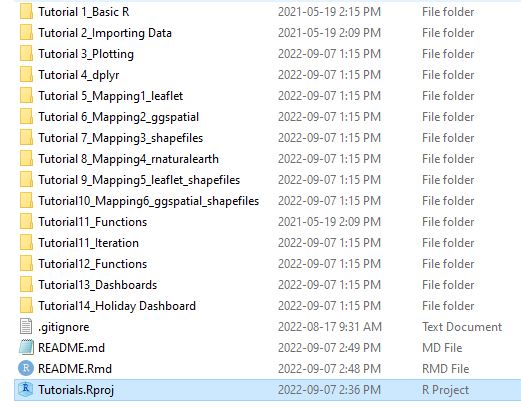 Tutorial 1_Basic R 2021-05-19 2:15 PM File folder
Tutorial 2_Importing Data 2021-05-19 2:09 PM File folder
Tutorial 3_Plotting 2022-09-07 1:15 PM File folder
Tutorial 4_dplyr 2022-09-07 1:15 PM File folder
Tutorial 5_Mapping1_leaflet 2022-09-07 1:15 PM File folder
Tutorial 6_Mapping2_ggspatial 2022-09-07 1:15 PM File folder
Tutorial 7_Mapping3_shapefiles 2022-09-07 1:15 PM File folder
Tutorial 8_Mapping4_rnaturalearth 2022-09-07 1:15 PM File folder
Tutorial 9_Mapping5_leaflet_shapefiles 2022-09-07 1:15 PM File folder
Tutorial10_Mapping6_ggspatial_shapefiles 2022-09-07 1:15 PM File folder
Tutorial11_Functions 2021-05-19 2:09 PM File folder
Tutorial11_Iteration 2022-09-07 1:15 PM File folder
Tutorial12_Functions 2022-09-07 1:15 PM File folder
Tutorial13_Dashboards 2022-09-07 1:15 PM File folder
Tutorial14_Holiday Dashboard 2022-09-07 1:15 PM File folder
.gitignore 2022-08-17 9:31 AM Text Document
README.md 2022-09-07 2:49 PM MD File
R README.Rmd 2022-09-07 2:48 PM RMD File
R Tutorials.Rproj 2022-09-07 2:36 PM R Project